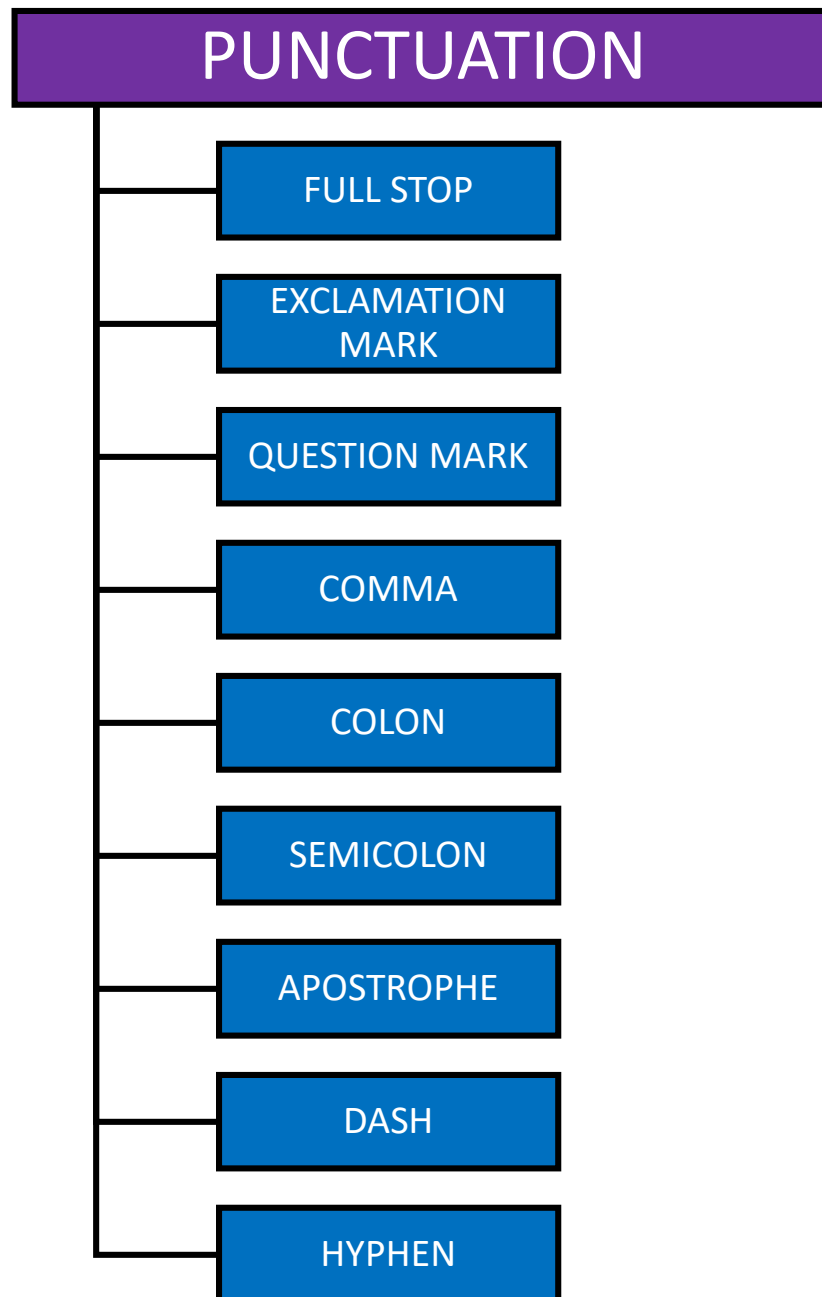 PUNCTUATION
FULL STOP
EXCLAMATION
MARK
QUESTION MARK
COMMA
COLON
SEMICOLON
APOSTROPHE
DASH
HYPHEN